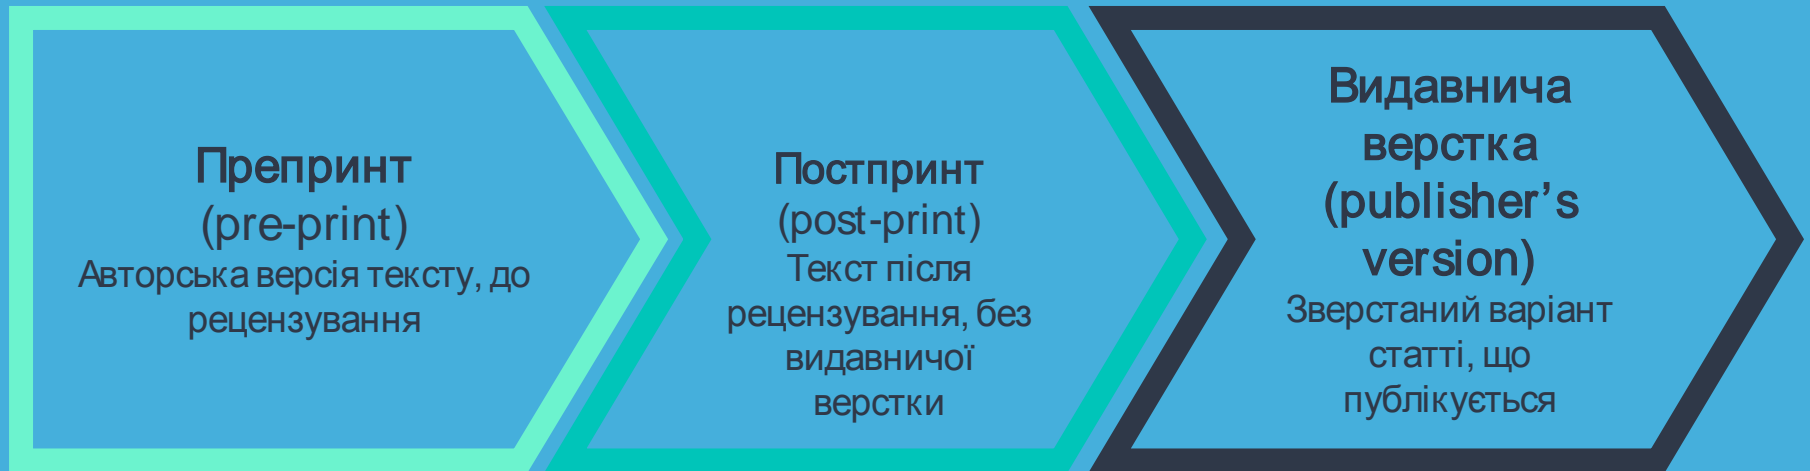 Препринт
(pre-print)
Авторська версія тексту, до
рецензування
Постпринт
(post-print)
Текст після
рецензування, без
видавничої
верстки
Видавнича
верстка
(publisher’s
version)
Зверстаний варіант
статті, що
публікується